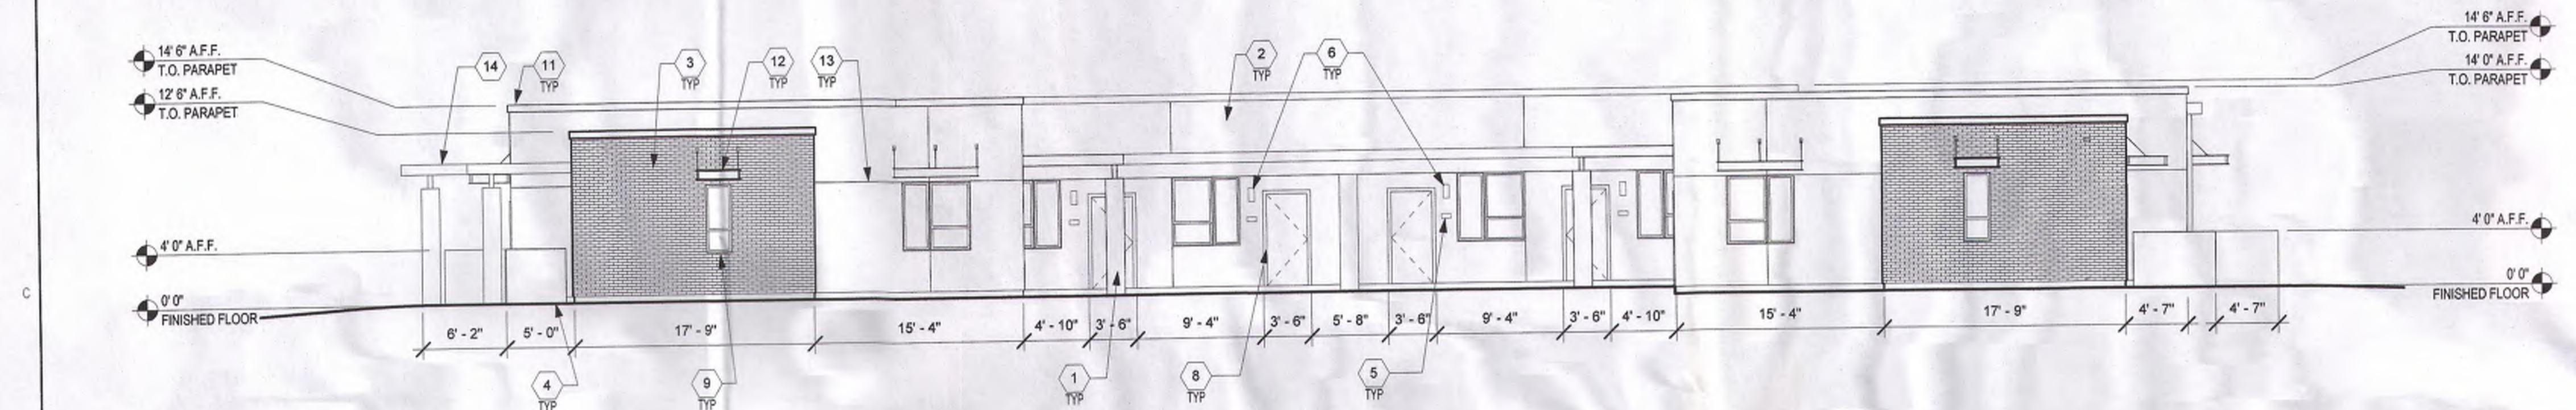 14' 6" A.F.F.
T.O. PARAPET
12' 6" A.F.F.
T.O. PARAPET
4' 0" A.F.F.
0' 0"
FINISHED FLOOR
C
14
11
TYP
3
TYP
12
TYP
13
TYP
2
TYP
6
TYP
14' 6" A.F.F.
T.O. PARAPET
14' 0" A.F.F.
T.O. PARAPET
4' 0" A.F.F.
0' 0"
FINISHED FLOOR
6' - 2"
5' - 0"
17' - 9"
15' - 4"
4' - 10"
3' - 6"
9' - 4"
3' - 6"
5' - 8"
3' - 6"
9' - 4"
3' - 6"
4' - 10"
15' - 4"
17' - 9"
4' - 7"
4' - 7"
4
TYP
9
TYP
1
TYP
8
TYP
5
TYP